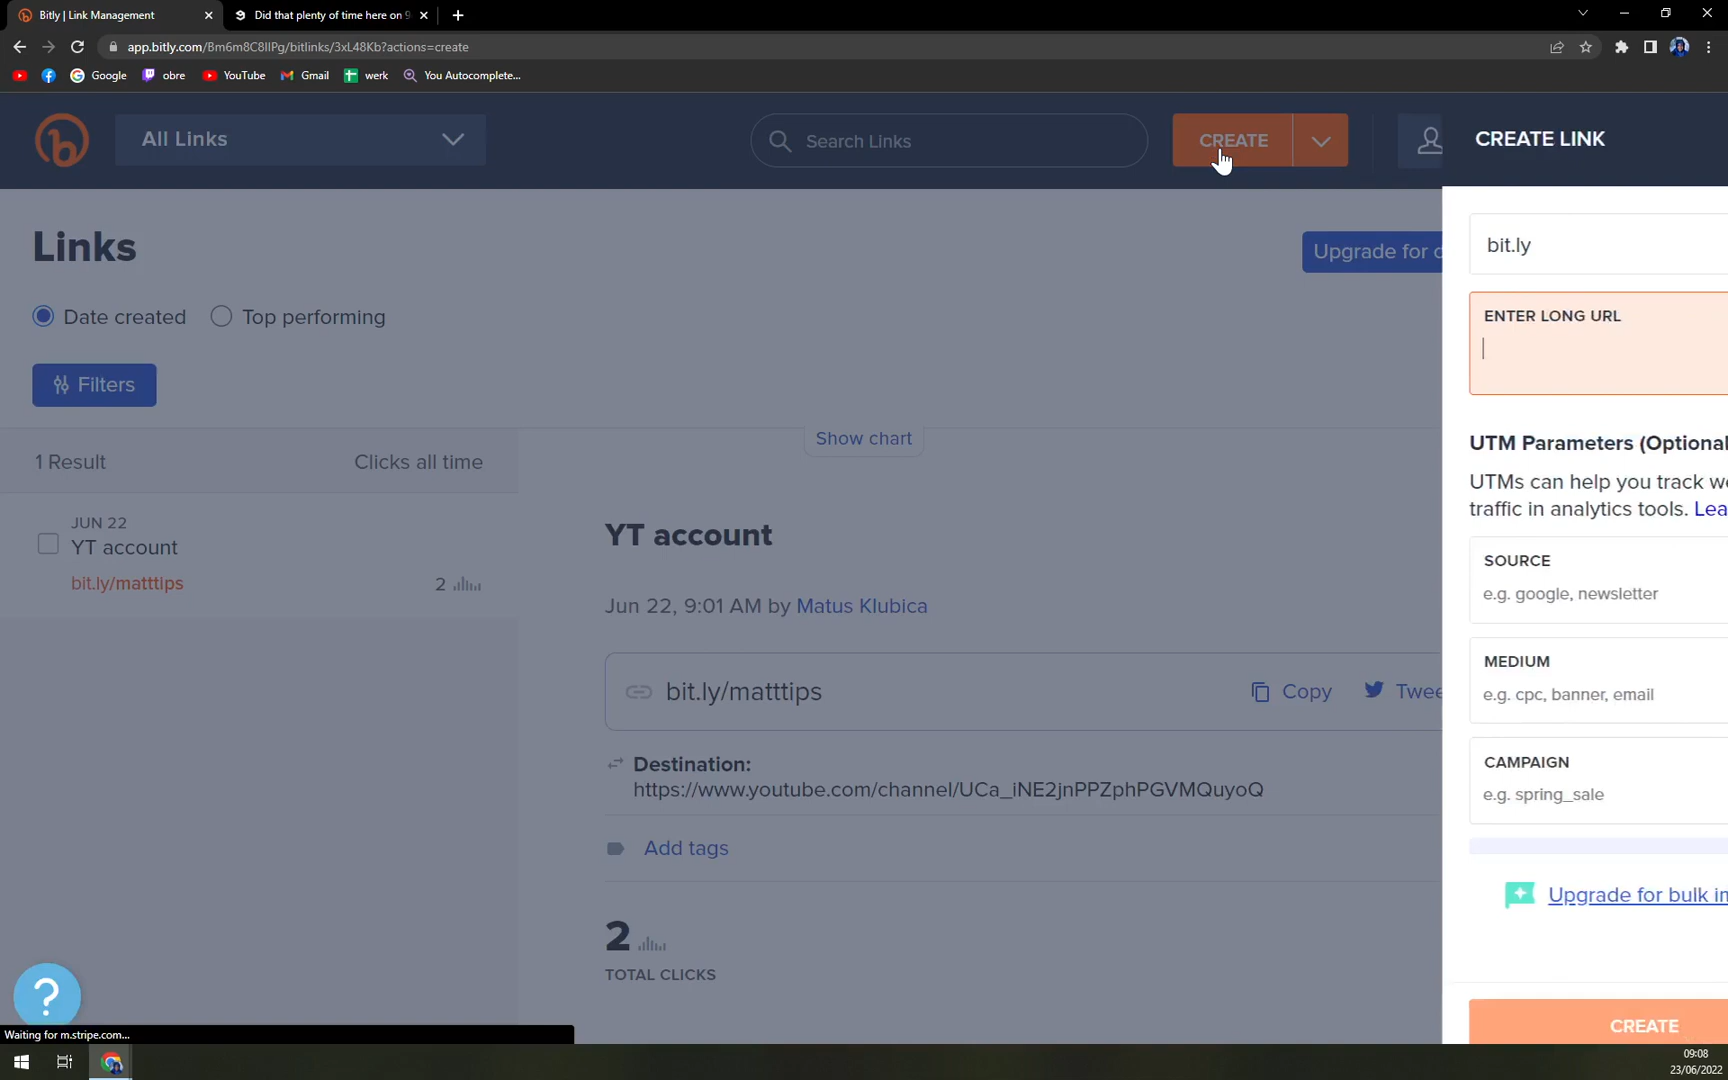 Bitly | Link Management
Did that plenty of time here on 9
app.bitly.com/Bm6m8C8IlPg/bitlinks/3xL48Kb?actions=create
Google
obre
YouTube
Gmail
werk
You Autocomplete...
All Links
Search Links
CREATE
CREATE LINK
Links
Upgrade for c
bit.ly
Date created
Top performing
ENTER LONG URL
Filters
Show chart
UTM Parameters (Optional
1 Result
Clicks all time
UTMs can help you track we
traffic in analytics tools. Lea
JUN 22
YT account
bit.ly/matttips
2
YT account
SOURCE
e.g. google, newsletter
Jun 22, 9:01 AM by Matus Klubica
MEDIUM
e.g. cpc, banner, email
bit.ly/matttips
Copy
Twee
Destination:
https://www.youtube.com/channel/UCa_iNE2jnPPZphPGVMQuyoQ
CAMPAIGN
e.g. spring_sale
Add tags
Upgrade for bulk in
2
TOTAL CLICKS
?
CREATE
Waiting for m.stripe.com...
09:08
23/06/2022